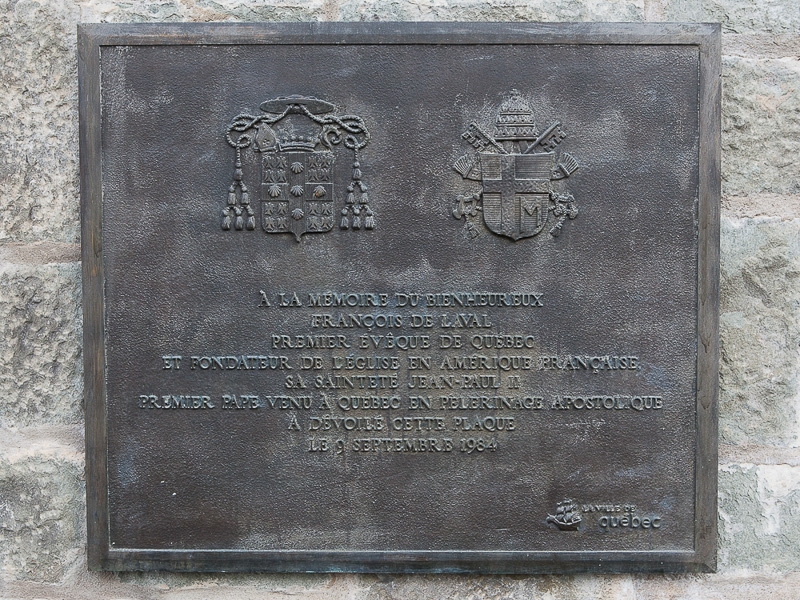 M
À LA MÉMOIRE DU BIENHEUREUX
FRANÇOIS DE LAVAL
PREMIER ÉVÊQUE DE QUÉBEC
ET FONDATEUR DE L'ÉGLISE EN AMÉRIQUE FRANÇAISE,
SA SAINTETÉ JEAN-PAUL II
PREMIER PAPE VENU À QUÉBEC EN PÈLERINAGE APOSTOLIQUE
À DÉVOILÉ CETTE PLAQUE
LE 9 SEPTEMBRE 1984
LA VILLE DE
québec